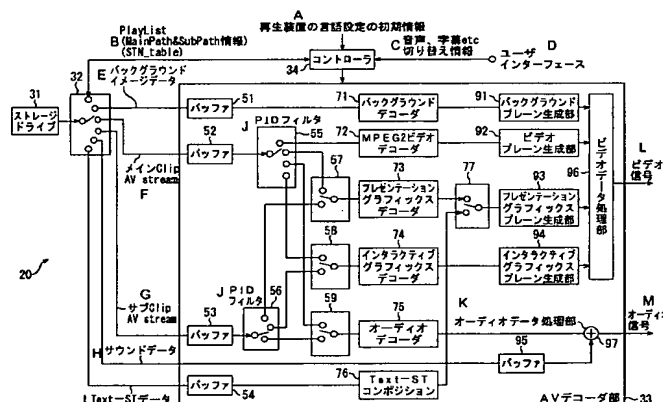 A
再生装置の言語設定の初期情報
PlayList
B (MainPath&SubPath情報)
(STN_table)
C 音声、字幕etc
切り替え情報
D
ユーザ
インターフェース
コントローラ
34
E
バックグラウンド
イメージデータ
32
31
ストレージ
ドライブ
バッファ 51
71
バックグラウンド
デコーダ
91
バックグラウンド
プレーン生成部
52
バッファ
J PIDフィルタ
55
72
MPEG2ビデオ
デコーダ
92
ビデオ
プレーン生成部
96
ビデオデータ処理部
L
ビデオ
信号
メインClip
AV stream
F
57
73
プレゼンテーション
グラフィックス
デコーダ
77
93
プレゼンテーション
グラフィックス
プレーン生成部
58
74
インタラクティブ
グラフィックス
デコーダ
94
インタラクティブ
グラフィックス
プレーン生成部
20
G
サブClip
AV stream
53
バッファ
J PID
フィルタ
56
59
75
オーディオ
デコーダ
K
オーディオデータ処理部
M
オーディオ
信号
97
H サウンドデータ
95
バッファ
バッファ
54
76
Text-ST
コンポジション
I Text-STデータ
AVデコーダ部 33